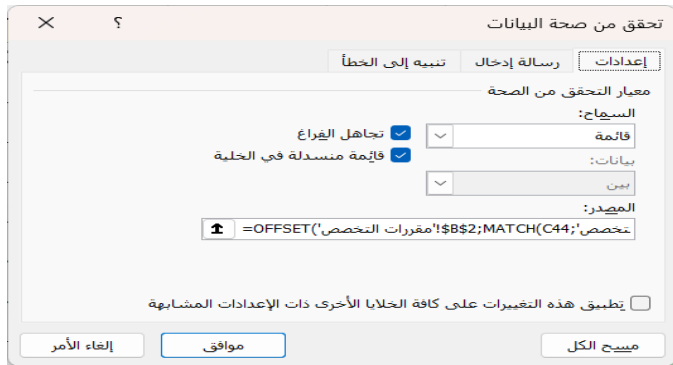 تحقق من صحة البيانات ؟
إعدادات رسالة إدخال تنبيه إلى الخطأ
معيار التحقق من الصحة
السماح:
قائمة تجاهل الفراغ
قائمة منسدلة في الخلية
بيانات:
بين
المصدر:
=OFFSET('مقررات التخصص'!$B$2;MATCH(C44;'تخصص
تطبيق هذه التغييرات على كافة الخلايا الأخرى ذات الإعدادات المشابهة
مسح الكل موافق إلغاء الأمر